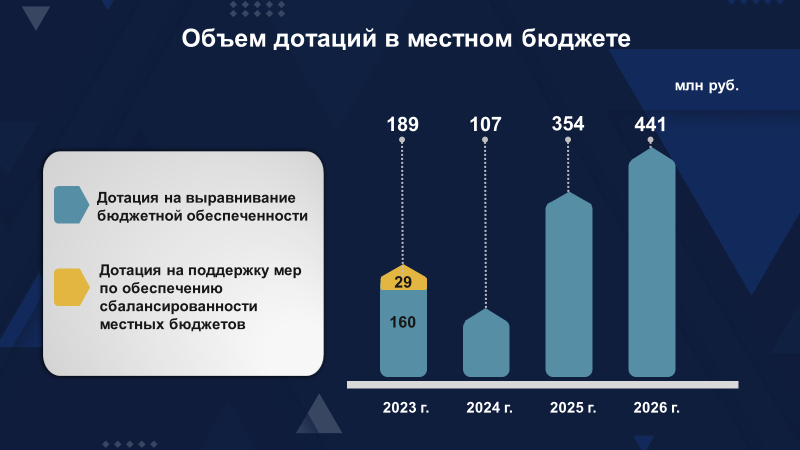 Объем дотаций в местном бюджете
млн руб.
189
107
354
441
Дотация на выравнивание
бюджетной обеспеченности
Дотация на поддержку мер
по обеспечению
сбалансированности
местных бюджетов
29
160
2023 г.
2024 г.
2025 г.
2026 г.